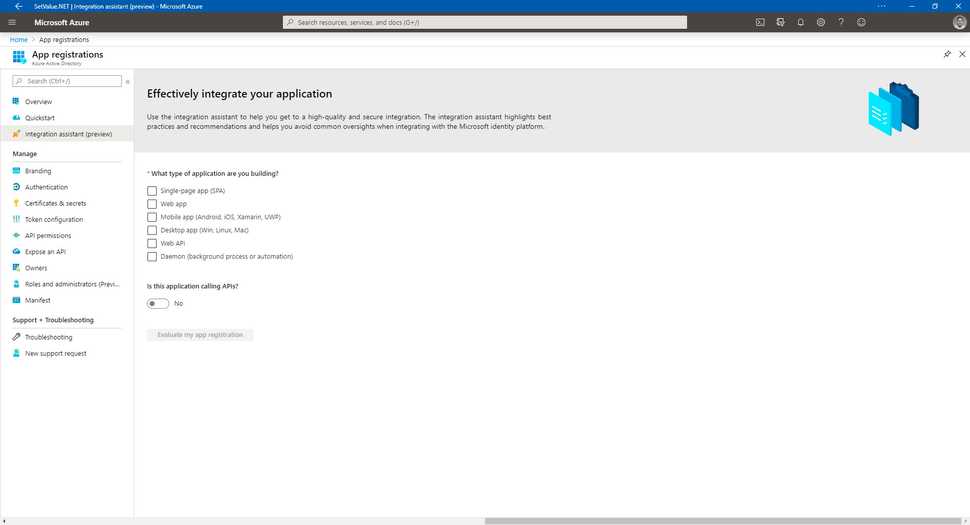 SetValue.NET | Integration assistant (preview) - Microsoft Azure
Microsoft Azure
Search resources, services, and docs (G+/)
Home > App registrations
App registrations
Azure Active Directory
Search (Ctrl+/)
Overview
Quickstart
Integration assistant (preview)
Manage
Branding
Authentication
Certificates & secrets
Token configuration
API permissions
Expose an API
Owners
Roles and administrators (Previ...
Manifest
Support + Troubleshooting
Troubleshooting
New support request
Effectively integrate your application
Use the integration assistant to help you get to a high-quality and secure integration. The integration assistant highlights best
practices and recommendations and helps you avoid common oversights when integrating with the Microsoft identity platform.
* What type of application are you building?
Single-page app (SPA)
Web app
Mobile app (Android, iOS, Xamarin, UWP)
Desktop app (Win, Linux, Mac)
Web API
Daemon (background process or automation)
Is this application calling APIs?
No
Evaluate my app registration